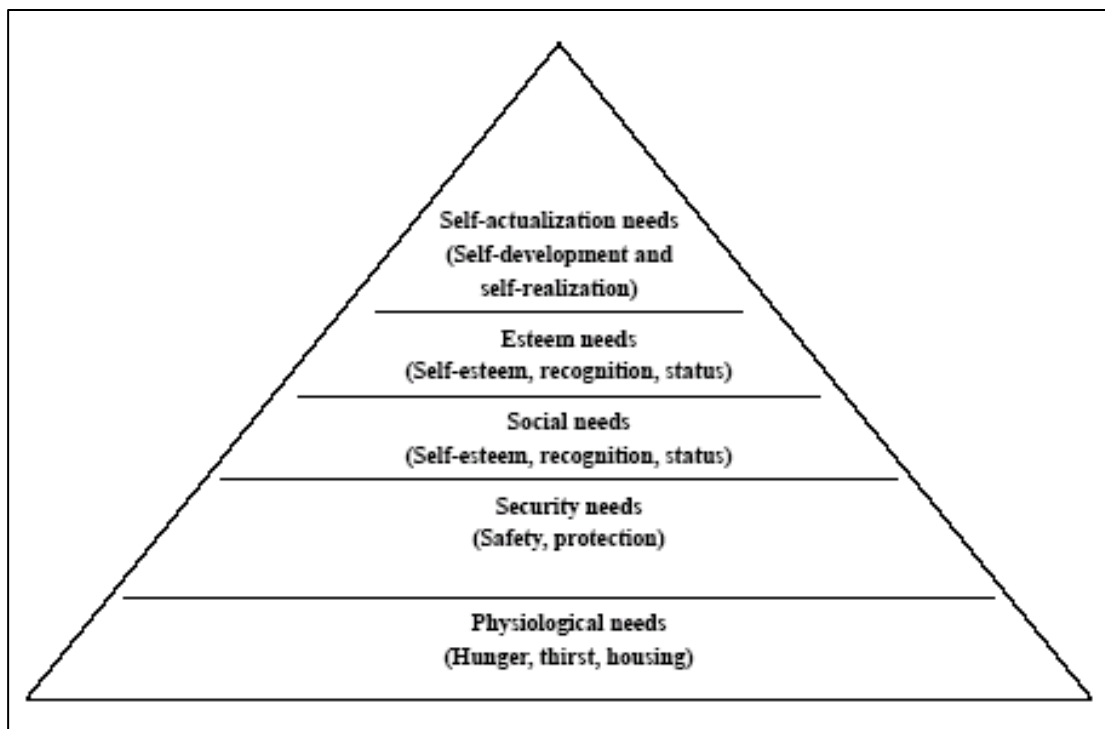 Self-actualization needs
(Self-development and
self-realization)
Esteem needs
(Self-esteem, recognition, status)
Social needs
(Self-esteem, recognition, status)
Security needs
(Safety, protection)
Physiological needs
(Hunger, thirst, housing)